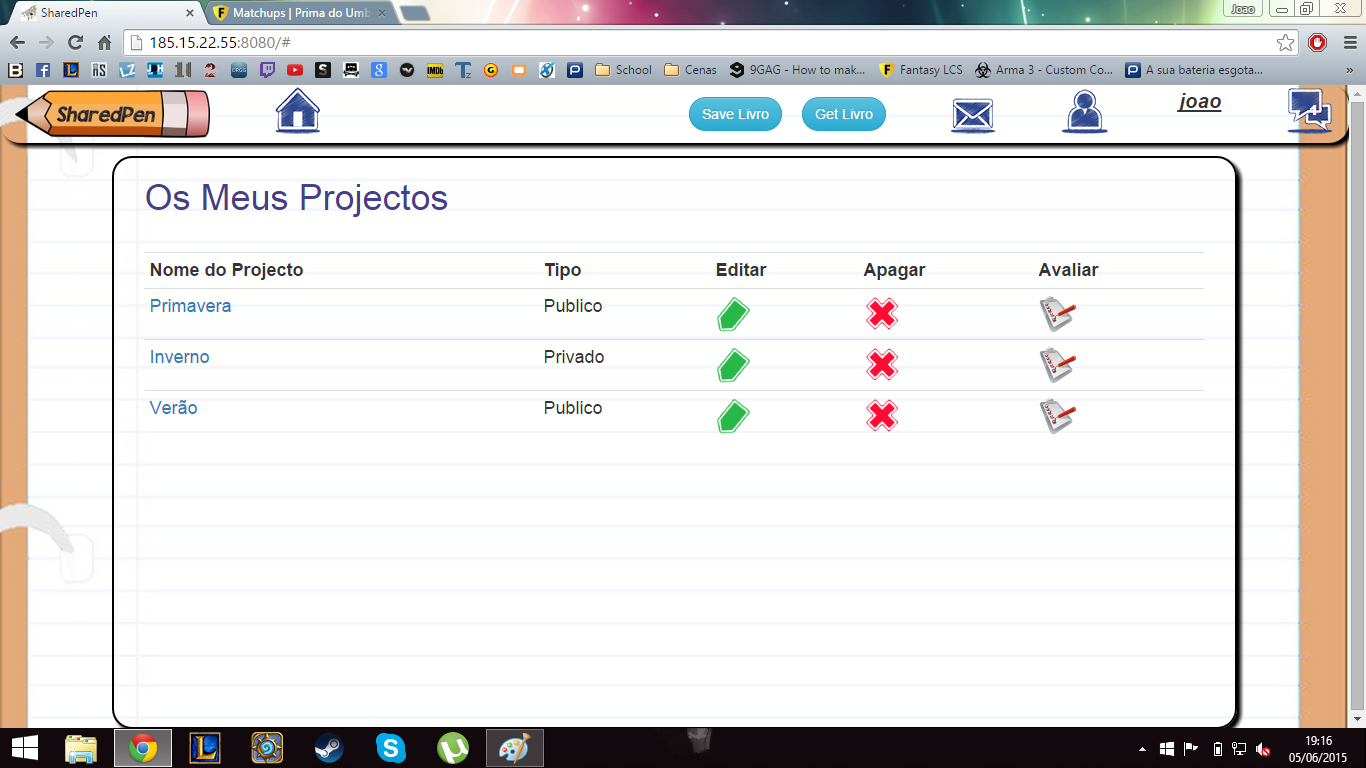 SharedPen
Matchups | Prima do Umb
Joao
185.15.22.55:8080/#
School
Cenas
9GAG - How to mak...
Fantasy LCS
Arma 3 - Custom Co...
A sua bateria esgota...
»
SharedPen
Save Livro
Get Livro
joao
Os Meus Projectos
Nome do Projecto Tipo Editar Apagar Avaliar
Primavera Publico
Inverno Privado
Verão Publico
19:16
05/06/2015